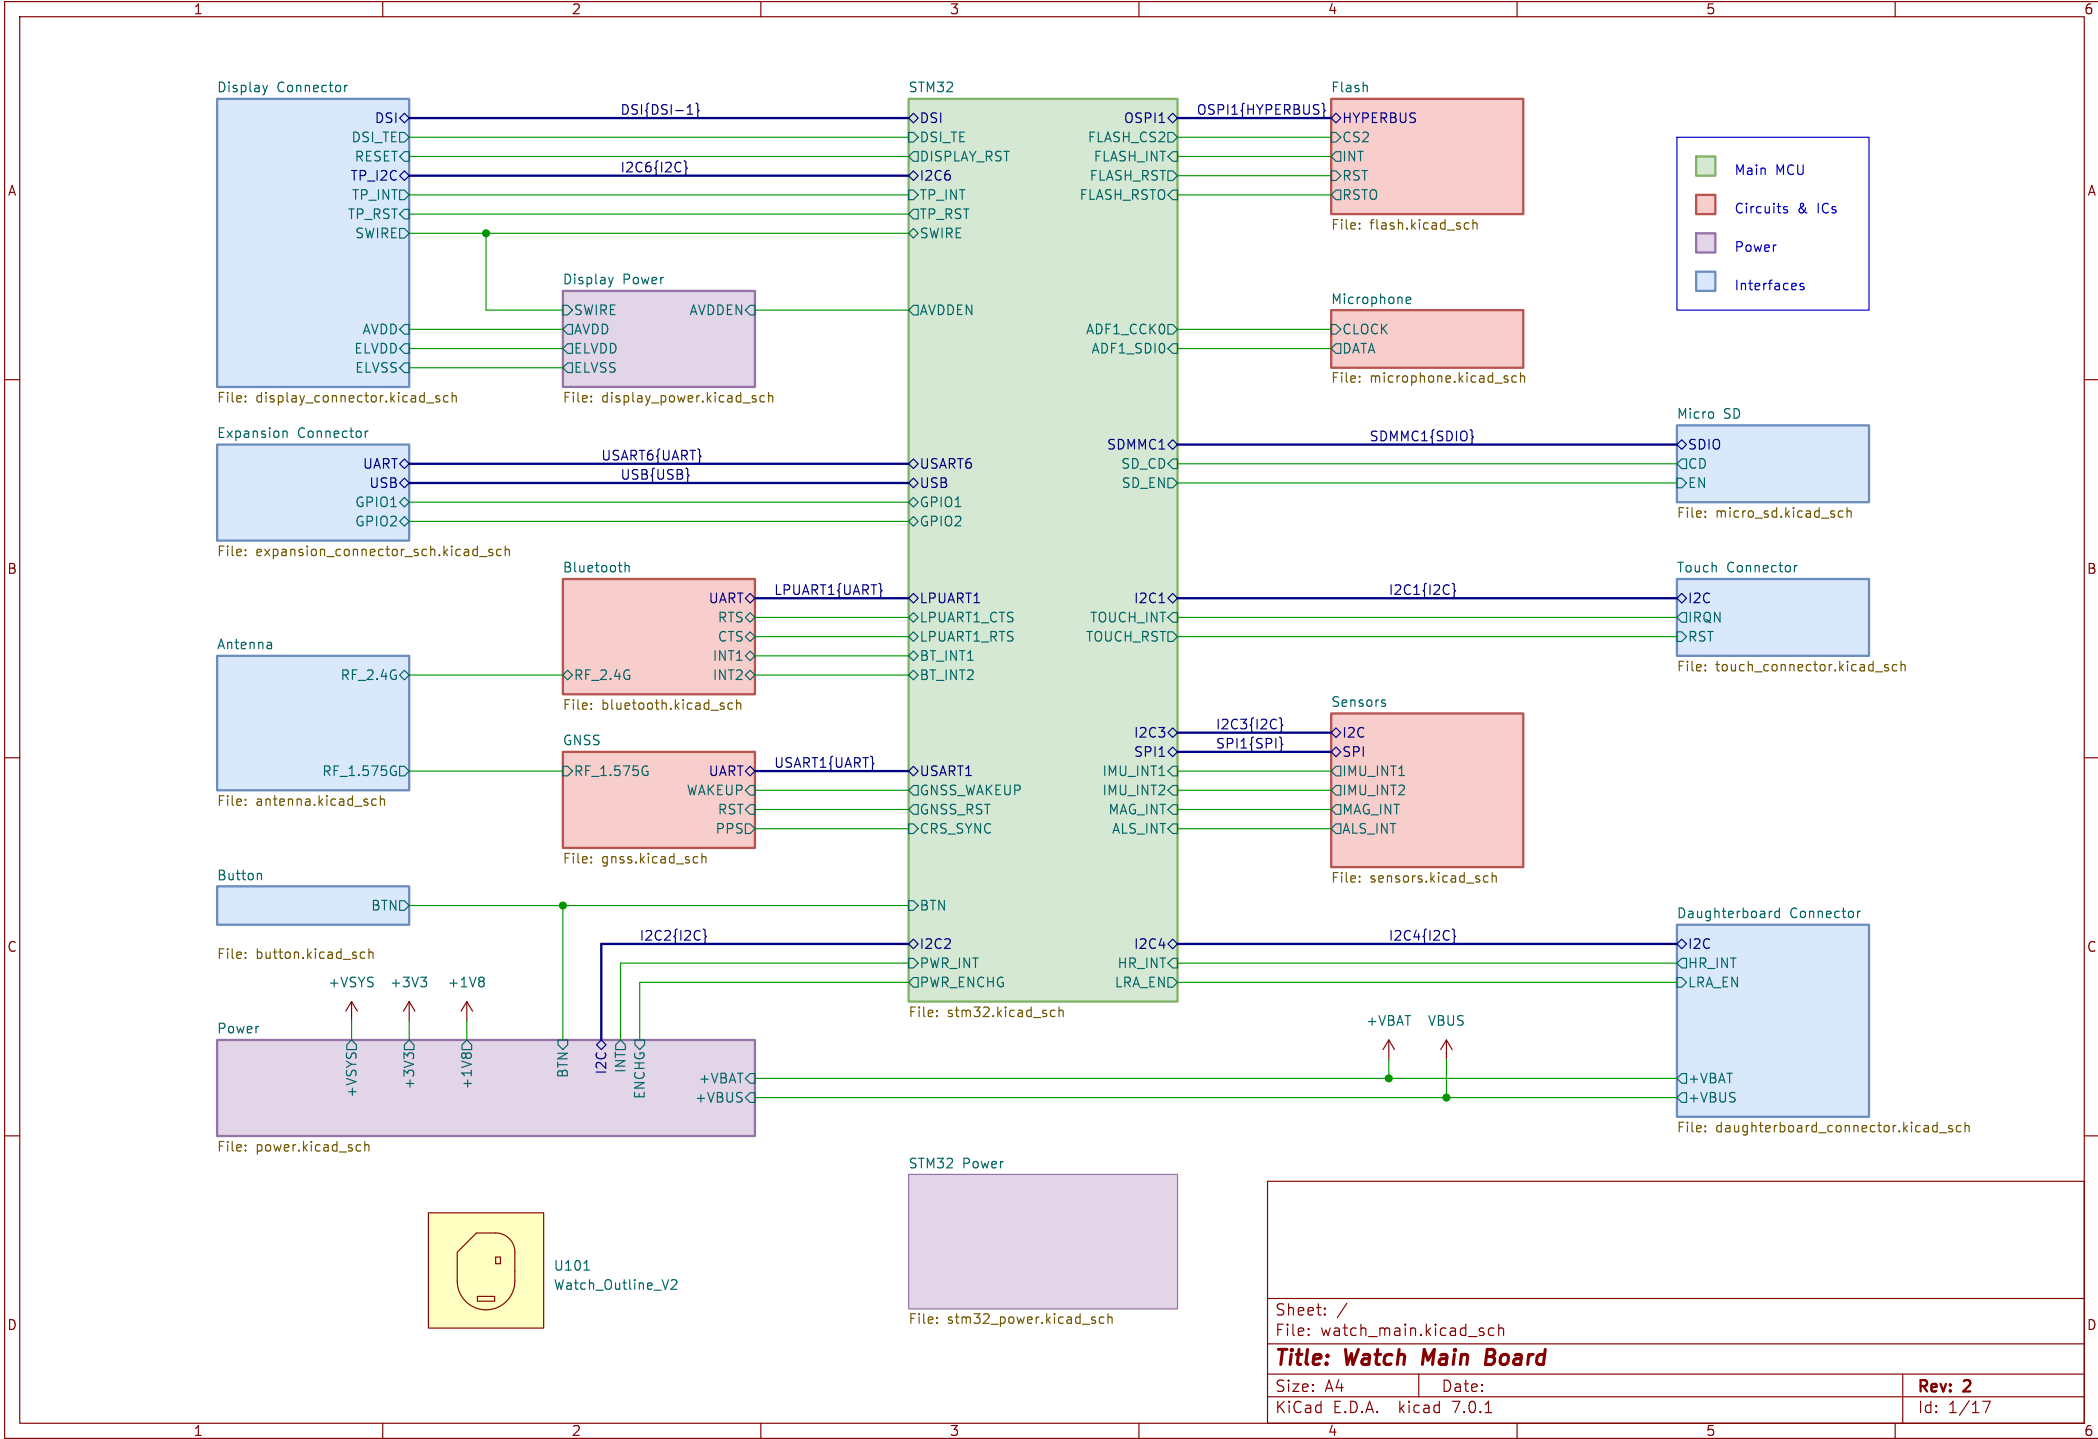 1 2 3 4 5 6
A
B
C
D
Display Connector
DSI
DSI_TE
RESET
TP_I2C
TP_INT
TP_RST
SWIRE
AVDD
ELVDD
ELVSS
File: display_connector.kicad_sch
DSI{DSI-1}
I2C6{I2C}
Display Power
SWIRE
AVDD
ELVDD
ELVSS
AVDDEN
File: display_power.kicad_sch
Expansion Connector
UART
USB
GPIO1
GPIO2
File: expansion_connector_sch.kicad_sch
USART6{UART}
USB{USB}
Bluetooth
UART
RTS
CTS
INT1
INT2
RF_2.4G
File: bluetooth.kicad_sch
LPUART1{UART}
Antenna
RF_2.4G
RF_1.575G
File: antenna.kicad_sch
GNSS
RF_1.575G
UART
WAKEUP
RST
PPS
File: gnss.kicad_sch
USART1{UART}
Button
BTN
File: button.kicad_sch
I2C2{I2C}
+VSYS +3V3 +1V8
Power
+VSYS
+3V3
+1V8
BTN
I2C
INT
ENCHG
+VBAT
+VBUS
File: power.kicad_sch
STM32
DSI
DSI_TE
DISPLAY_RST
I2C6
TP_INT
TP_RST
SWIRE
AVDDEN
USART6
USB
GPIO1
GPIO2
LPUART1
LPUART1_CTS
LPUART1_RTS
BT_INT1
BT_INT2
USART1
GNSS_WAKEUP
GNSS_RST
CRS_SYNC
BTN
I2C2
PWR_INT
PWR_ENCHG
OSPI1
FLASH_CS2
FLASH_INT
FLASH_RST
FLASH_RSTO
ADF1_CCK0
ADF1_SDI0
SDMMC1
SD_CD
SD_EN
I2C1
TOUCH_INT
TOUCH_RST
I2C3
SPI1
IMU_INT1
IMU_INT2
MAG_INT
ALS_INT
I2C4
HR_INT
LRA_EN
File: stm32.kicad_sch
OSPI1{HYPERBUS}
Flash
HYPERBUS
CS2
INT
RST
RSTO
File: flash.kicad_sch
Microphone
CLOCK
DATA
File: microphone.kicad_sch
Main MCU
Circuits & ICs
Power
Interfaces
SDMMC1{SDIO}
Micro SD
SDIO
CD
EN
File: micro_sd.kicad_sch
I2C1{I2C}
Touch Connector
I2C
IRQN
RST
File: touch_connector.kicad_sch
I2C3{I2C}
SPI1{SPI}
Sensors
I2C
SPI
IMU_INT1
IMU_INT2
MAG_INT
ALS_INT
File: sensors.kicad_sch
I2C4{I2C}
Daughterboard Connector
I2C
HR_INT
LRA_EN
+VBAT
+VBUS
File: daughterboard_connector.kicad_sch
+VBAT VBUS
STM32 Power
File: stm32_power.kicad_sch
U101
Watch_Outline_V2
Sheet: /
File: watch_main.kicad_sch
Title: Watch Main Board
Size: A4 Date: Rev: 2
KiCad E.D.A. kicad 7.0.1 Id: 1/17
A
B
C
D
1 2 3 4 5 6